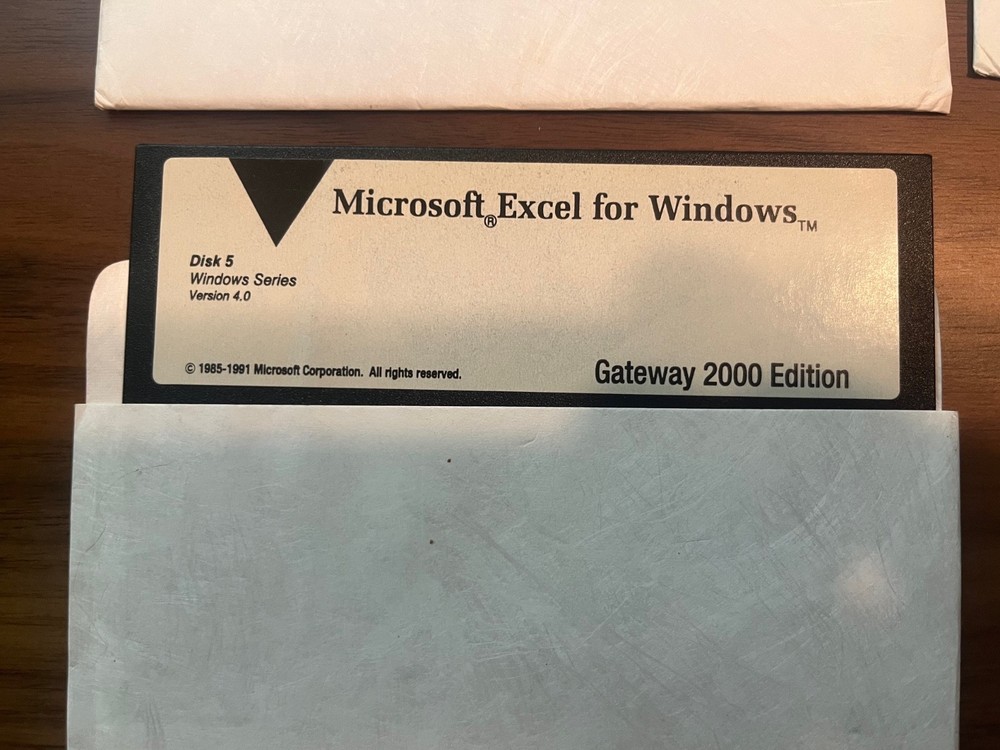 Microsoft® Excel for Windows™
Disk 5
Windows Series
Version 4.0
© 1985-1991 Microsoft Corporation. All rights reserved.
Gateway 2000 Edition